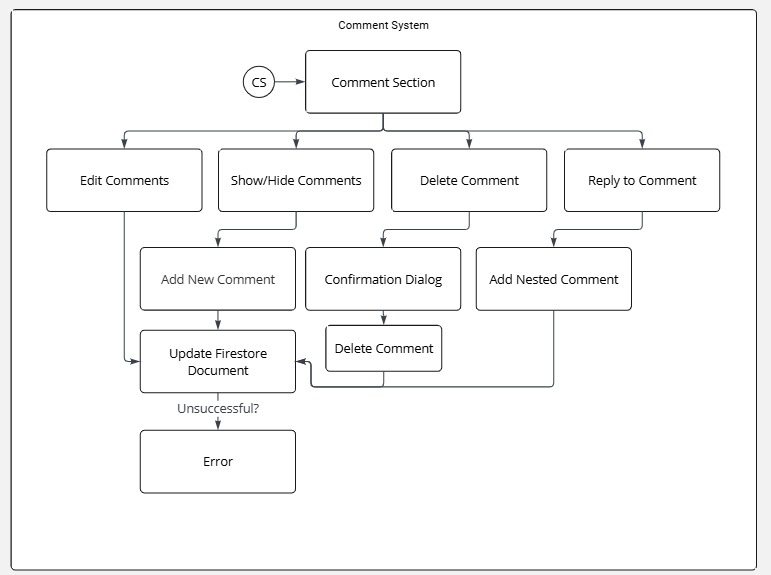 Comment System
CS
Comment Section
Edit Comments
Show/Hide Comments
Delete Comment
Reply to Comment
Add New Comment
Confirmation Dialog
Add Nested Comment
Update Firestore
Document
Delete Comment
Unsuccessful?
Error